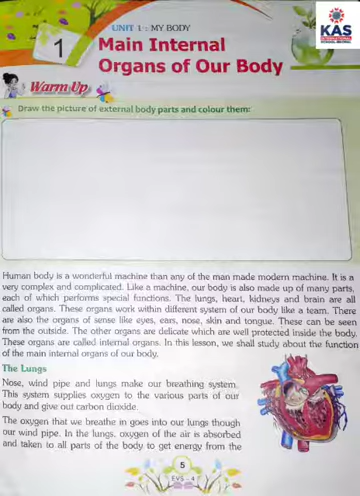 UNIT 1 : MY BODY
KAS
1
Main Internal
Organs of Our Body
Warm Up
Draw the picture of external body parts and colour them:
Human body is a wonderful machine than any of the man made modern machine. It is a
very complex and complicated. Like a machine, our body is also made up of many parts,
each of which performs special functions. The lungs, heart, kidneys and brain are all
called organs. These organs work within different system of our body like a team. There
are also the organs of sense like eyes, ears, nose, skin and tongue. These can be seen
from the outside. The other organs are delicate which are well protected inside the body.
These organs are called internal organs. In this lesson, we shall study about the function
of the main internal organs of our body.
The Lungs
Nose, wind pipe and lungs make our breathing system.
This system supplies oxygen to the various parts of our
body and give out carbon dioxide.
The oxygen that we breathe in goes into our lungs though
our wind pipe. In the lungs, oxygen of the air is absorbed
and taken to all parts of the body to get energy from the
5
EVS - 4